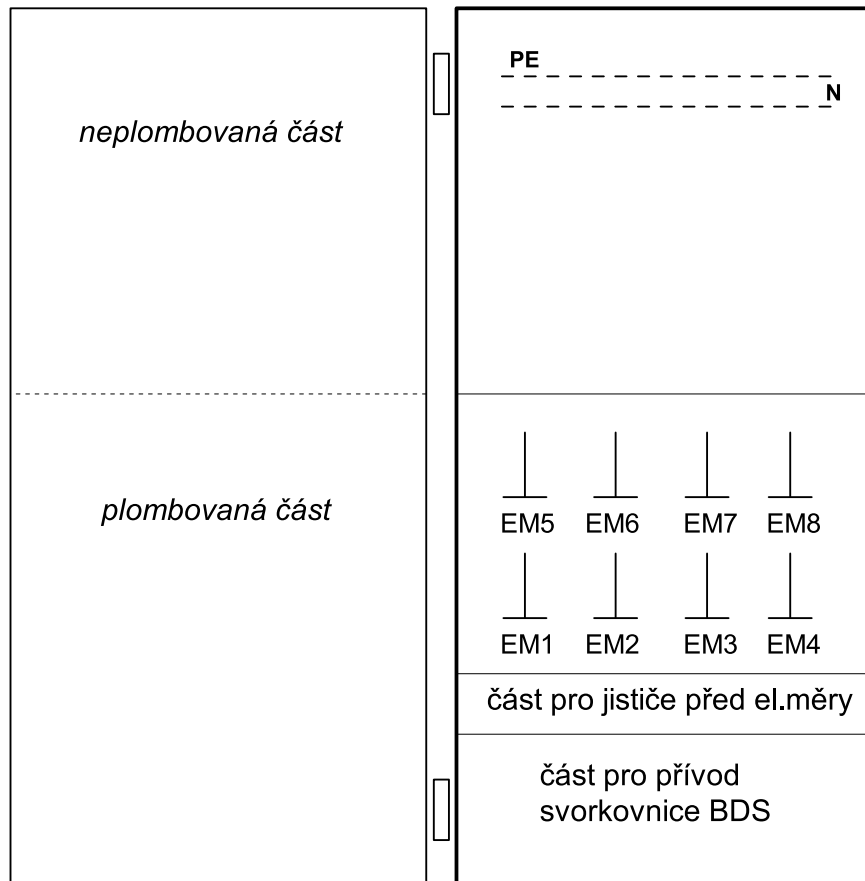 neplombovaná část
plombovaná část
PE
N
EM5 EM6 EM7 EM8
EM1 EM2 EM3 EM4
část pro jističe před el.měry
část pro přívod
svorkovnice BDS